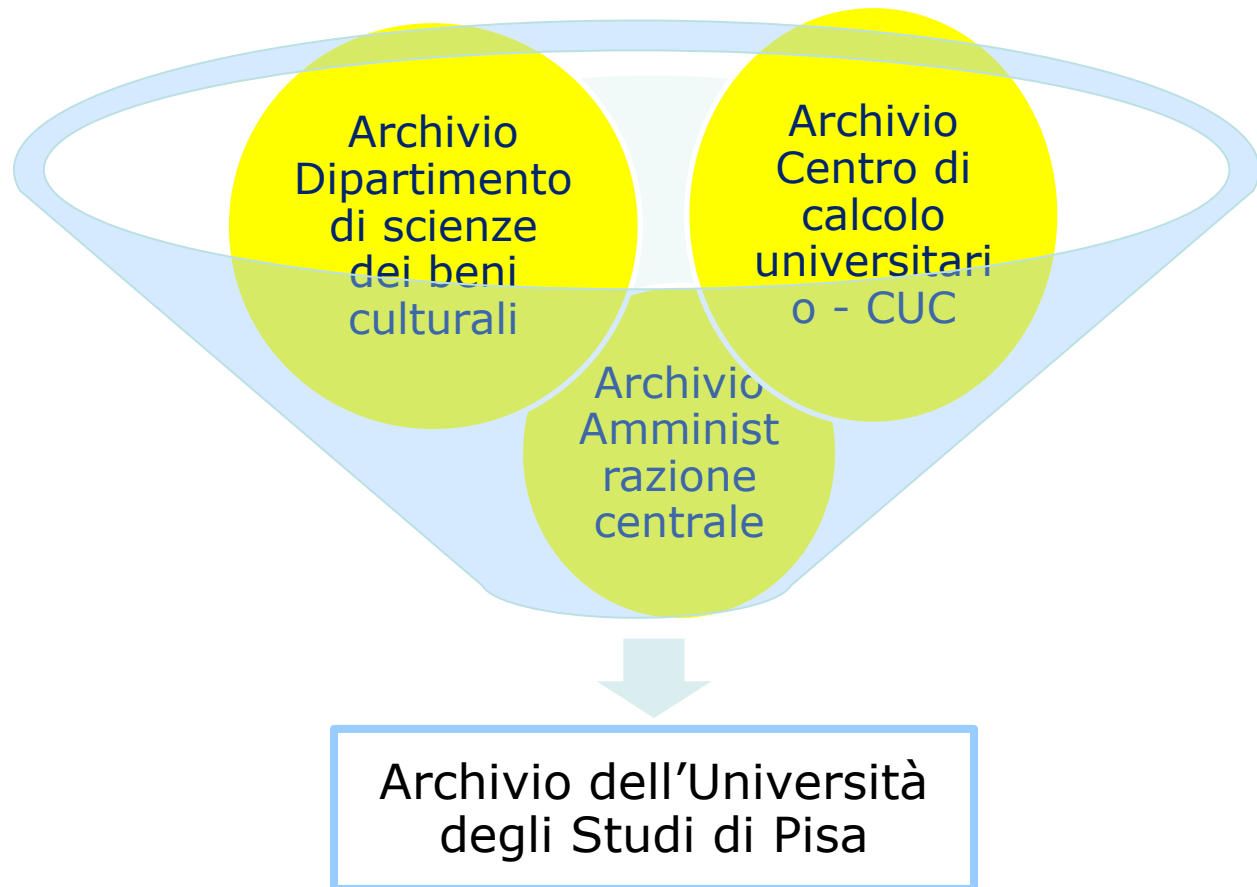 Archivio
Dipartimento
di scienze
dei beni
culturali
Archivio
Centro di
calcolo
universitari
o - CUC
Archivio
Amminist
razione
centrale
Archivio dell’Università
degli Studi di Pisa